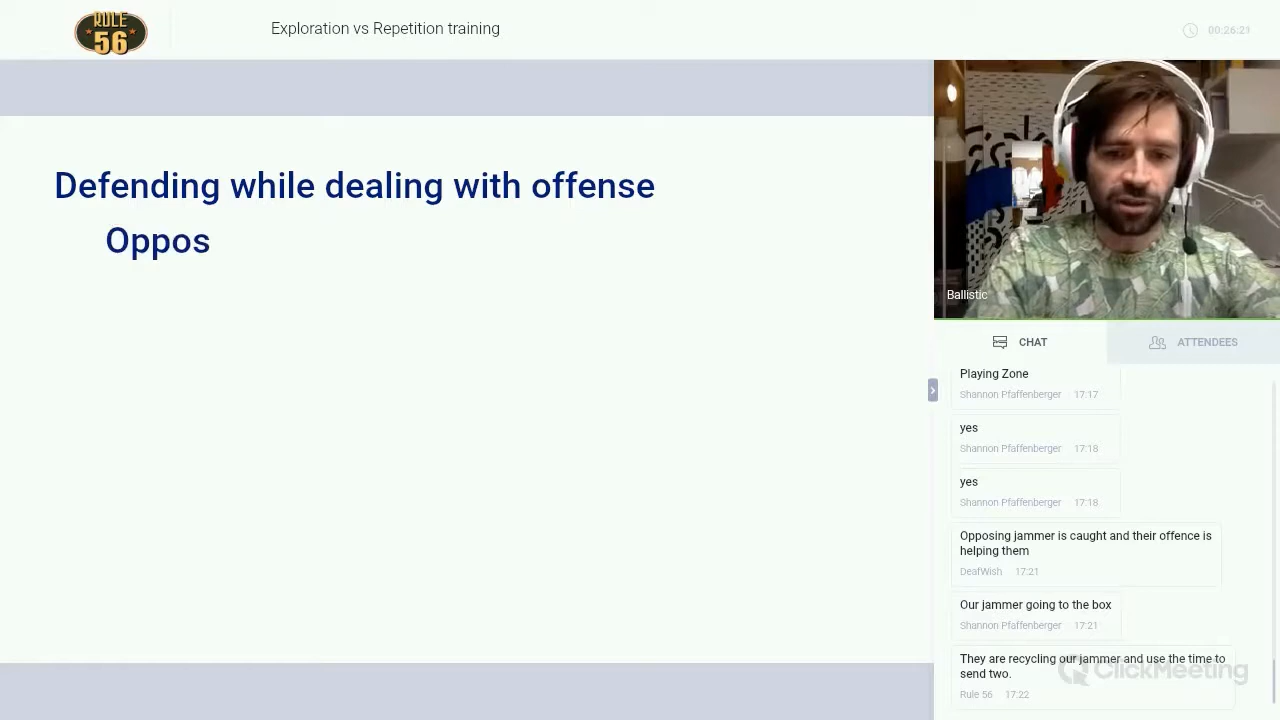 RULE
56
Exploration vs Repetition training
00:26:21
Defending while dealing with offense
Oppos
Ballistic
CHAT
ATTENDEES
Playing Zone
Shannon Pfaffenberger 17:17
yes
Shannon Pfaffenberger 17:18
yes
Shannon Pfaffenberger 17:18
Opposing jammer is caught and their offence is
helping them
DeafWish 17:21
Our jammer going to the box
Shannon Pfaffenberger 17:21
They are recycling our jammer and use the time to
send two.
Rule 56 17:22
ClickMeeting